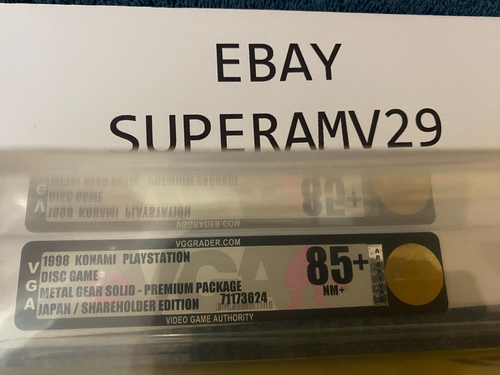 EBAY
SUPERAMV29
VGGRADER.COM
VGA
1998 KONAMI PLAYSTATION
DISC GAME
METAL GEAR SOLID - PREMIUM PACKAGE
JAPAN / SHAREHOLDER EDITION
71173624
85+
NM+
ARCHIVAL
VIDEO GAME AUTHORITY